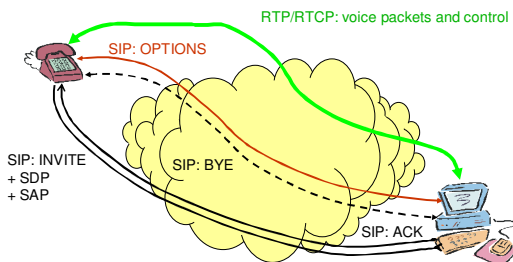 RTP/RTCP: voice packets and control
SIP: OPTIONS
SIP: INVITE
+ SDP
+ SAP
SIP: BYE
SIP: ACK